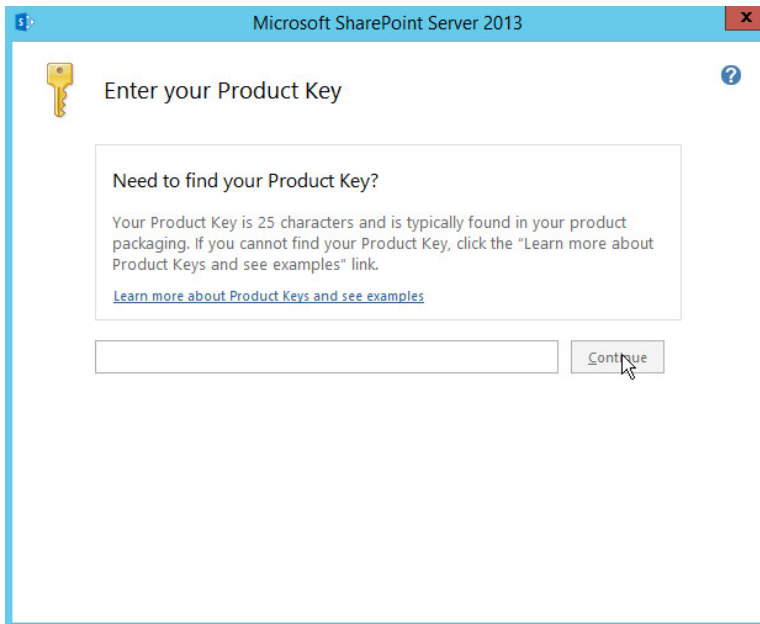 Microsoft SharePoint Server 2013
Enter your Product Key
Need to find your Product Key?
Your Product Key is 25 characters and is typically found in your product
packaging. If you cannot find your Product Key, click the “Learn more about
Product Keys and see examples" link.
Learn more about Product Keys and see examples
Continue